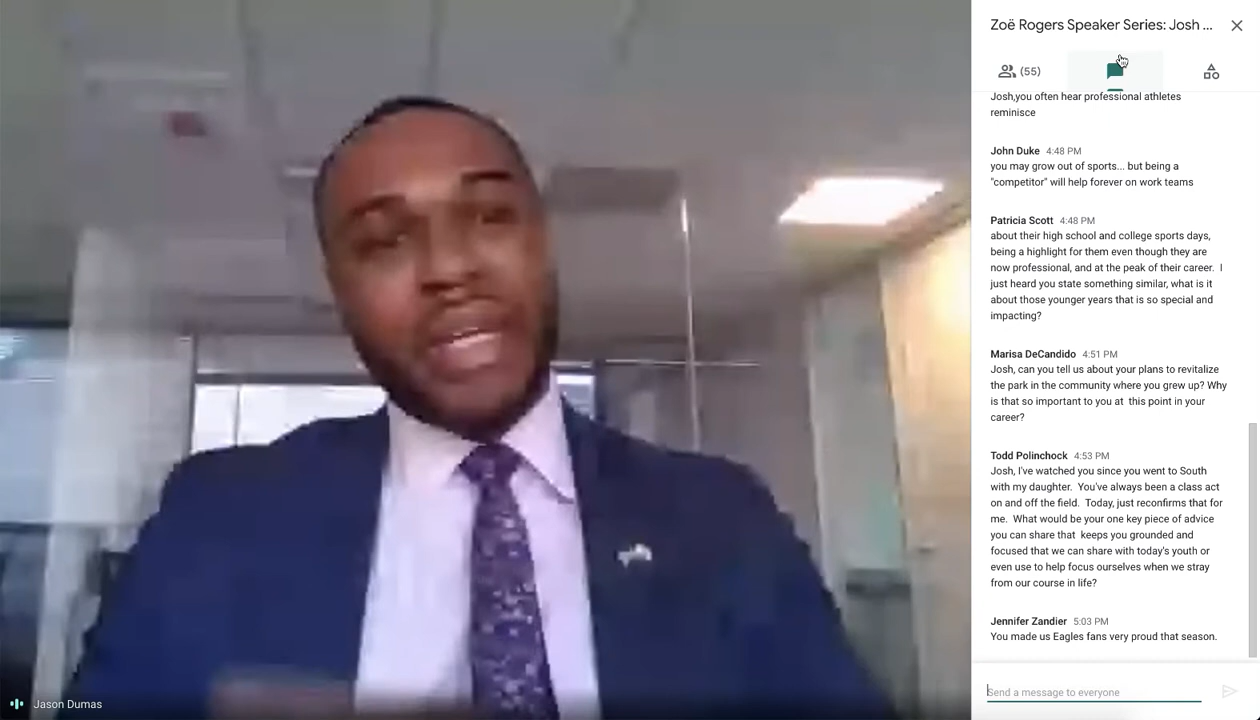 Zoë Rogers Speaker Series: Josh ...
(55)
Josh,you often hear professional athletes
reminisce
John Duke 4:48 PM
you may grow out of sports... but being a
"competitor" will help forever on work teams
Patricia Scott 4:48 PM
about their high school and college sports days,
being a highlight for them even though they are
now professional, and at the peak of their career. I
just heard you state something similar, what is it
about those younger years that is so special and
impacting?
Marisa DeCandido 4:51 PM
Josh, can you tell us about your plans to revitalize
the park in the community where you grew up? Why
is that so important to you at this point in your
career?
Todd Polinchock 4:53 PM
Josh, I've watched you since you went to South
with my daughter. You've always been a class act
on and off the field. Today, just reconfirms that for
me. What would be your one key piece of advice
you can share that keeps you grounded and
focused that we can share with today's youth or
even use to help focus ourselves when we stray
from our course in life?
Jennifer Zandier 5:03 PM
You made us Eagles fans very proud that season.
Send a message to everyone
Jason Dumas